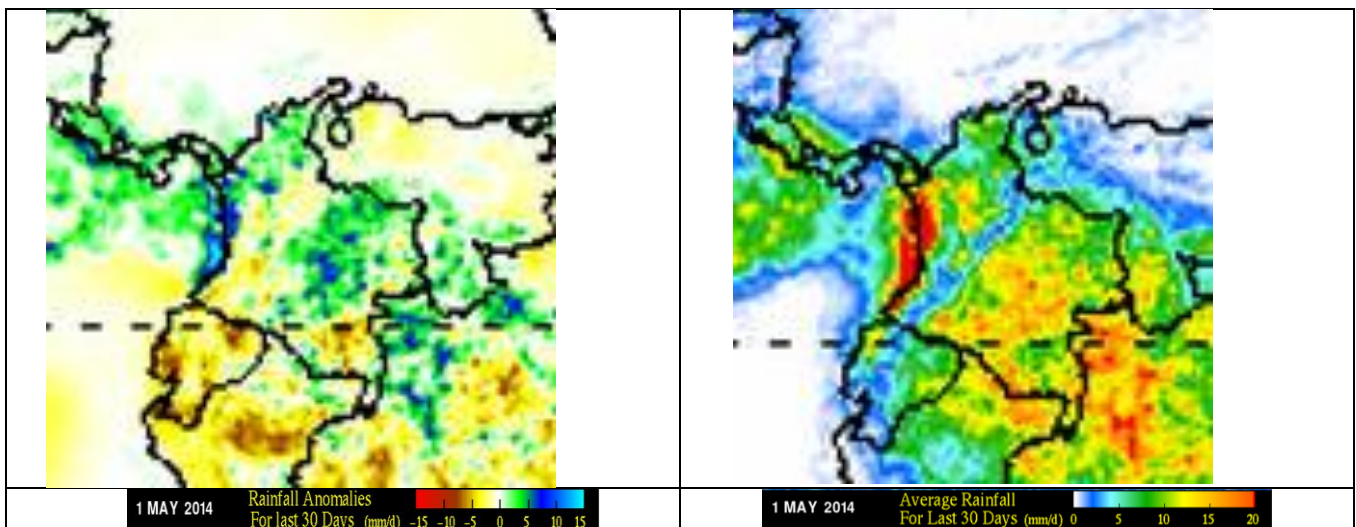 1 MAY 2014
Rainfall Anomalies
For last 30 Days (mm/d) -15 -10 -5 0 5 10 15
1 MAY 2014
Average Rainfall
For Last 30 Days (mm/d) 0 5 10 15 20